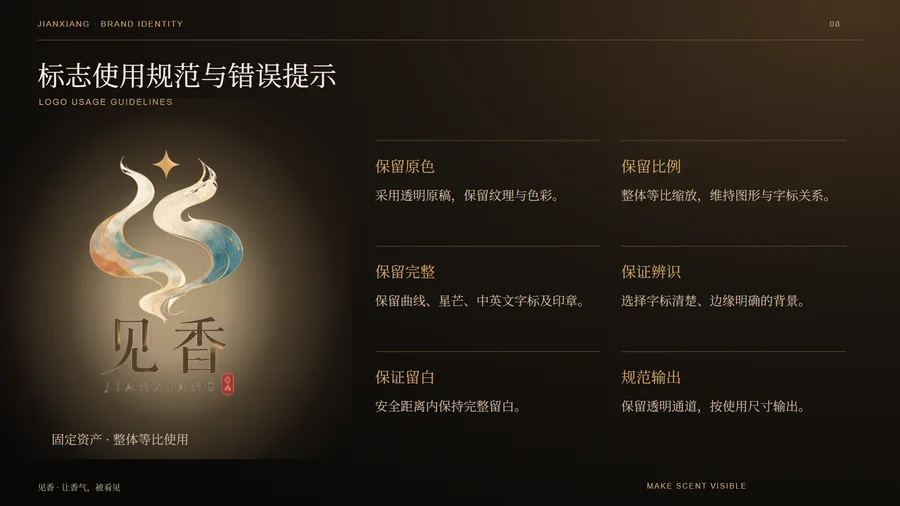 JIANXIANG · BRAND IDENTITY
08
标志使用规范与错误提示
LOGO USAGE GUIDELINES
见香
JIANXIANG
固定资产 · 整体等比使用
保留原色
采用透明原稿，保留纹理与色彩。
保留比例
整体等比缩放，维持图形与字标关系。
保留完整
保留曲线、星芒、中英文字标及印章。
保证辨识
选择字标清楚、边缘明确的背景。
保证留白
安全距离内保持完整留白。
规范输出
保留透明通道，按使用尺寸输出。
见香 · 让香气，被看见
MAKE SCENT VISIBLE